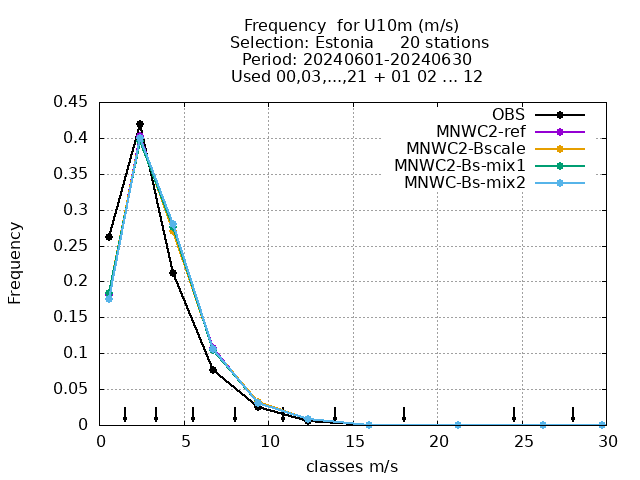 Frequency  for U10m (m/s)
Selection: Estonia     20 stations
Period: 20240601-20240630
Used 00,03,...,21 + 01 02 ... 12
0.45
0.4
0.35
0.3
0.25
0.2
0.15
0.1
0.05
0
Frequency
OBS
MNWC2-ref
MNWC2-Bscale
MNWC2-Bs-mix1
MNWC-Bs-mix2
0 5 10 15 20 25 30
classes m/s